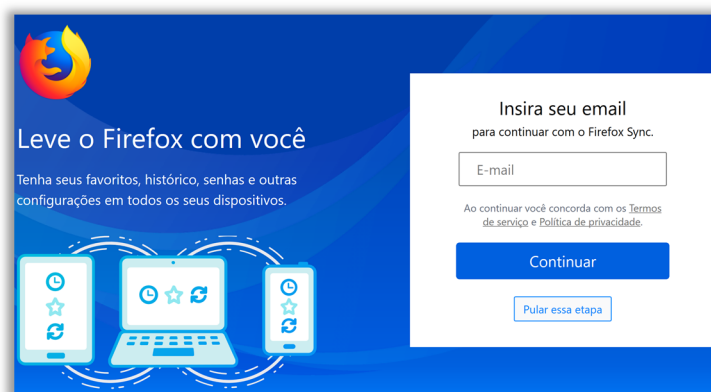 Leve o Firefox com você
Tenha seus favoritos, histórico, senhas e outras
configurações em todos os seus dispositivos.
Insira seu email
para continuar com o Firefox Sync.
E-mail
Ao continuar você concorda com os Termos
de serviço e Política de privacidade.
Continuar
Pular essa etapa